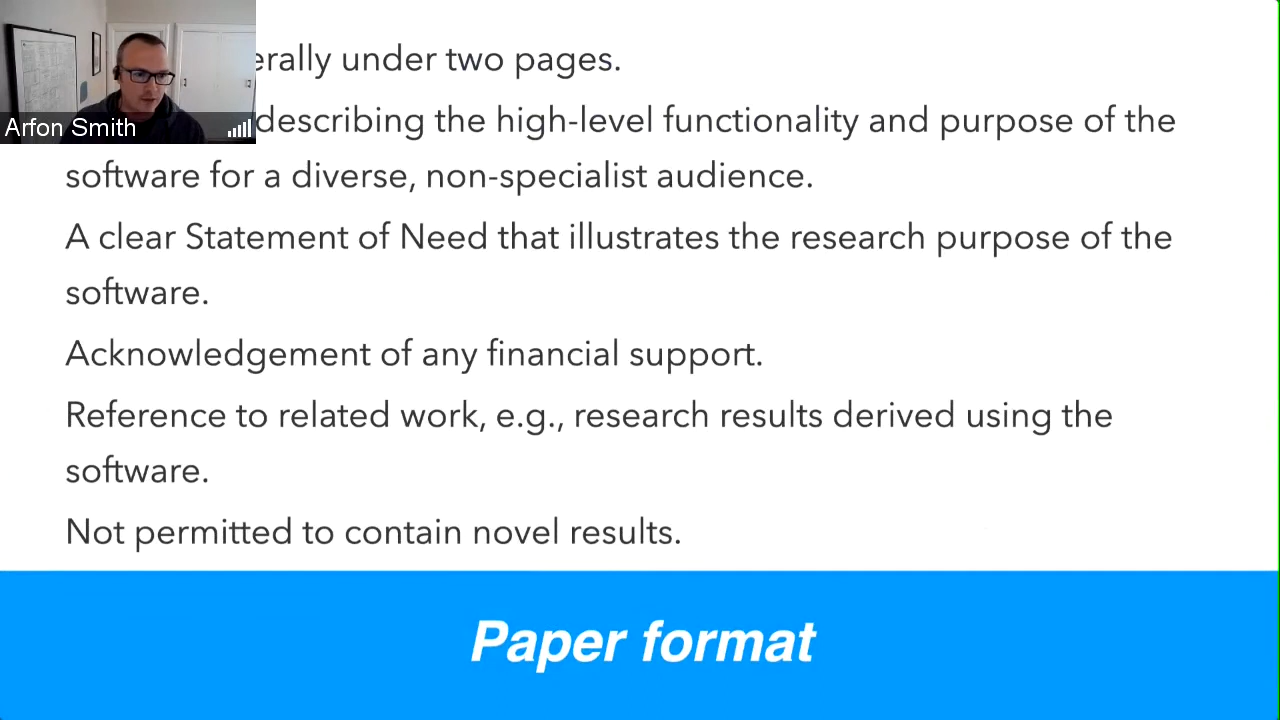 erally under two pages.
Arfon Smith
describing the high-level functionality and purpose of the
software for a diverse, non-specialist audience.
A clear Statement of Need that illustrates the research purpose of the
software.
Acknowledgement of any financial support.
Reference to related work, e.g., research results derived using the
software.
Not permitted to contain novel results.
Paper format